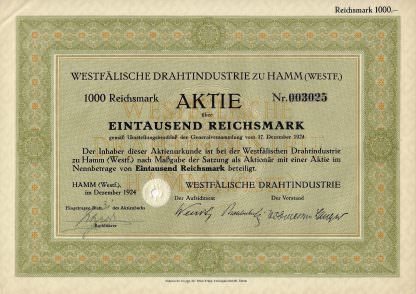 Reichsmark 1000.—
WESTFÄLISCHE DRAHTINDUSTRIE ZU HAMM (WESTF.)
1000 Reichsmark AKTIE Nr. 003025
über
EINTAUSEND REICHSMARK
gemäß Umstellungsbeschluß der Generalversammlung vom 17. Dezember 1924
Der Inhaber dieser Aktienurkunde ist bei der Westfälischen Drahtindustrie
zu Hamm (Westf.) nach Maßgabe der Satzung als Aktionär mit einer Aktie im
Nennbetrage von Eintausend Reichsmark beteiligt.
HAMM (Westf.), WESTFÄLISCHE DRAHTINDUSTRIE
im Dezember 1924
Der Aufsichtsrat Der Vorstand
Eingetragen Blatt des Aktienbuchs
Buchführer